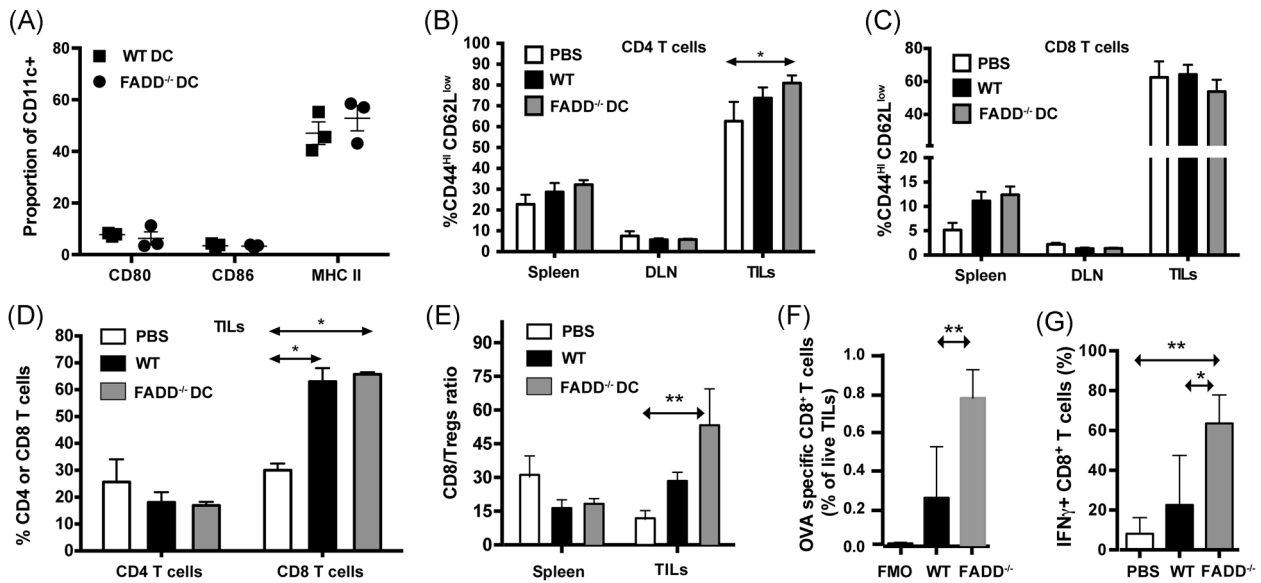 (A)
Proportion of CD11c+
80
60
40
20
0
WT DC
FADD-/- DC
CD80
CD86
MHC II
(B)
%CD44HI CD62Llow
100
90
80
70
60
50
40
30
20
10
0
CD4 T cells
PBS
WT
FADD-/- DC
*
Spleen
DLN
TILs
(C)
%CD44HI CD62Llow
80
60
40
20
15
10
5
0
CD8 T cells
PBS
WT
FADD-/- DC
Spleen
DLN
TILs
(D)
% CD4 or CD8 T cells
80
70
60
50
40
30
20
10
0
TILs
PBS
WT
FADD-/- DC
*
*
CD4 T cells
CD8 T cells
(E)
CD8/Tregs ratio
90
75
60
45
30
15
0
PBS
WT
FADD-/- DC
**
Spleen
TILs
(F)
OVA specific CD8+ T cells
(% of live TILs)
1.0
0.8
0.6
0.4
0.2
0.0
**
FMO
WT
FADD-/-
(G)
IFNγ+ CD8+ T cells (%)
100
80
60
40
20
0
**
*
PBS
WT
FADD-/-